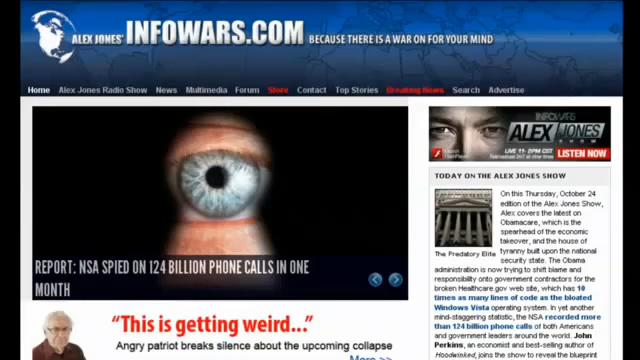 ALEX JONES' INFOWARS.COM BECAUSE THERE IS A WAR ON FOR YOUR MIND
Home Alex Jones Radio Show News Multimedia Forum Store Contact Top Stories Breaking News Search Advertise
INFOWARS
ALEX JONES
SHOW
LIVE 11-2PM CST
LISTEN NOW
REPORT: NSA SPIED ON 124 BILLION PHONE CALLS IN ONE
MONTH
"This is getting weird..."
Angry patriot breaks silence about the upcoming collapse
More >>
TODAY ON THE ALEX JONES SHOW
The Predatory Elite
On this Thursday, October 24
edition of the Alex Jones Show,
Alex covers the latest on
Obamacare, which is the
spearhead of the economic
takeover, and the house of
tyranny built upon the national
security state. The Obama
administration is now trying to shift blame and
responsibility onto government contractors for the
broken Healthcare.gov web site, which has 10
times as many lines of code as the bloated
Windows Vista operating system. In yet another
mind-staggering statistic, the NSA recorded more
than 124 billion phone calls of both Americans
and government leaders around the world. John
Perkins, an economist and best-selling author of
Hoodwinked, joins the show to reveal the blueprint